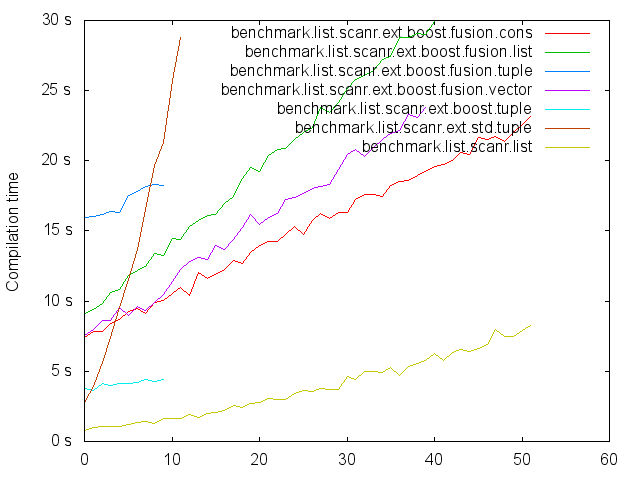 30 s
25 s
20 s
15 s
10 s
5 s
0 s
Compilation time
benchmark.list.scanr.ext.boost.fusion.cons
benchmark.list.scanr.ext.boost.fusion.list
benchmark.list.scanr.ext.boost.fusion.tuple
benchmark.list.scanr.ext.boost.fusion.vector
benchmark.list.scanr.ext.boost.tuple
benchmark.list.scanr.ext.std.tuple
benchmark.list.scanr.list
0 10 20 30 40 50 60